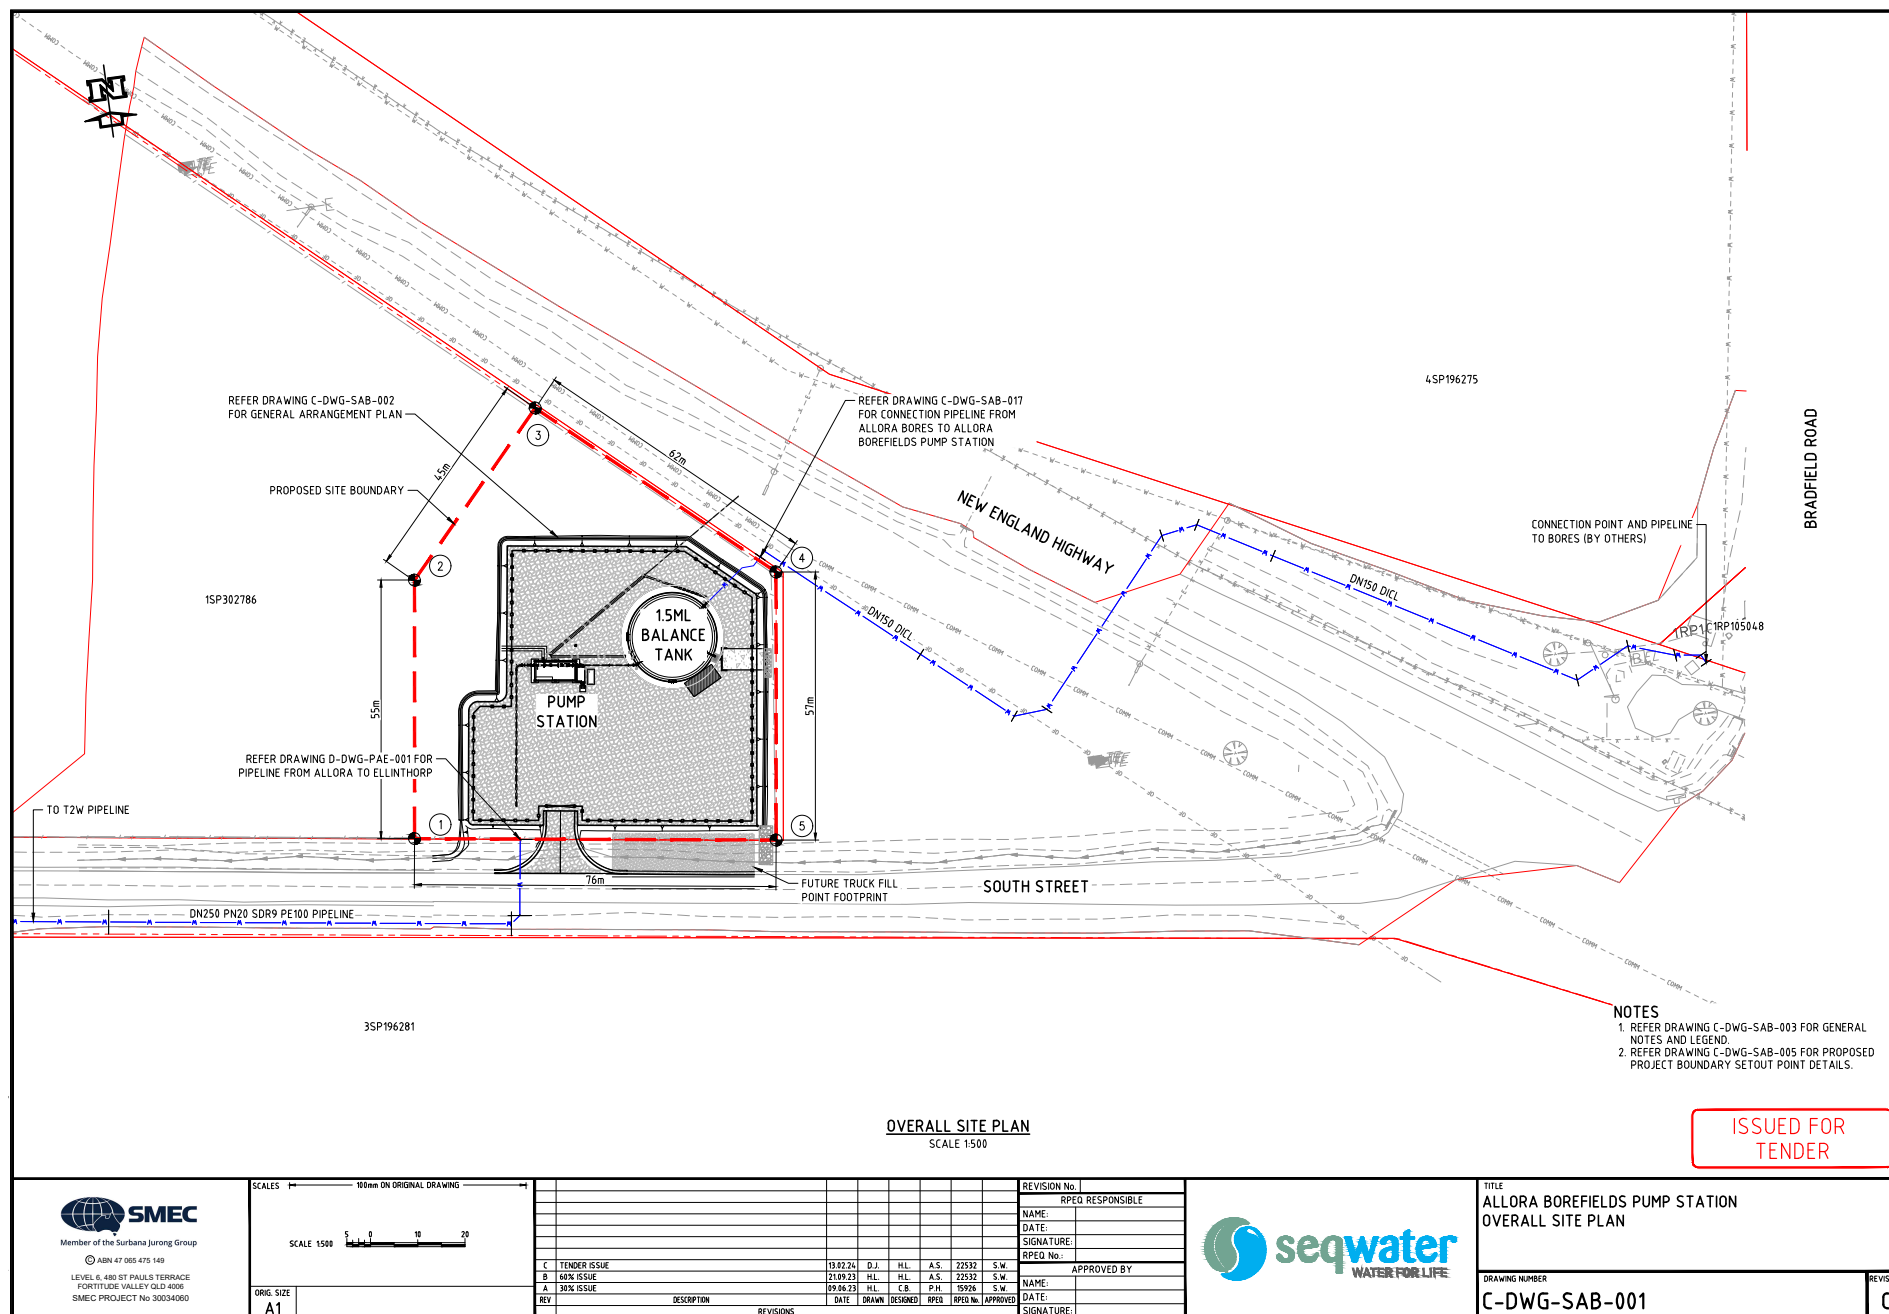 N
REFER DRAWING C-DWG-SAB-002
FOR GENERAL ARRANGEMENT PLAN
PROPOSED SITE BOUNDARY
45m
62m
3
2
4
REFER DRAWING C-DWG-SAB-017
FOR CONNECTION PIPELINE FROM
ALLORA BORES TO ALLORA
BOREFIELDS PUMP STATION
4SP196275
BRADFIELD ROAD
NEW ENGLAND HIGHWAY
CONNECTION POINT AND PIPELINE
TO BORES (BY OTHERS)
DN150 DICL
DN150 DICL
1RP105048
1SP302786
1.5ML
BALANCE
TANK
PUMP
STATION
55m
57m
REFER DRAWING D-DWG-PAE-001 FOR
PIPELINE FROM ALLORA TO ELLINTHORP
TO T2W PIPELINE
1
5
76m
FUTURE TRUCK FILL
POINT FOOTPRINT
SOUTH STREET
DN250 PN20 SDR9 PE100 PIPELINE
3SP196281
NOTES
1. REFER DRAWING C-DWG-SAB-003 FOR GENERAL
NOTES AND LEGEND.
2. REFER DRAWING C-DWG-SAB-005 FOR PROPOSED
PROJECT BOUNDARY SETOUT POINT DETAILS.
OVERALL SITE PLAN
SCALE 1:500
ISSUED FOR
TENDER
SMEC
Member of the Surbana Jurong Group
© ABN 47 065 475 149
LEVEL 6, 480 ST PAULS TERRACE
FORTITUDE VALLEY QLD 4006
SMEC PROJECT No 30034060
SCALES
100mm ON ORIGINAL DRAWING
SCALE 1:500
5 0 10 20
ORIG. SIZE
A1
C TENDER ISSUE 13.02.24 D.J. H.L. A.S. 22532 S.W.
B 60% ISSUE 21.09.23 H.L. H.L. A.S. 22532 S.W.
A 30% ISSUE 09.06.23 H.L. C.B. P.H. 15926 S.W.
REV DESCRIPTION DATE DRAWN DESIGNED RPEQ RPEQ No. APPROVED
REVISIONS
REVISION No.
RPEQ RESPONSIBLE
NAME:
DATE:
SIGNATURE:
RPEQ No.:
APPROVED BY
NAME:
DATE:
SIGNATURE:
seqwater
WATER FOR LIFE
TITLE
ALLORA BOREFIELDS PUMP STATION
OVERALL SITE PLAN
DRAWING NUMBER
C-DWG-SAB-001